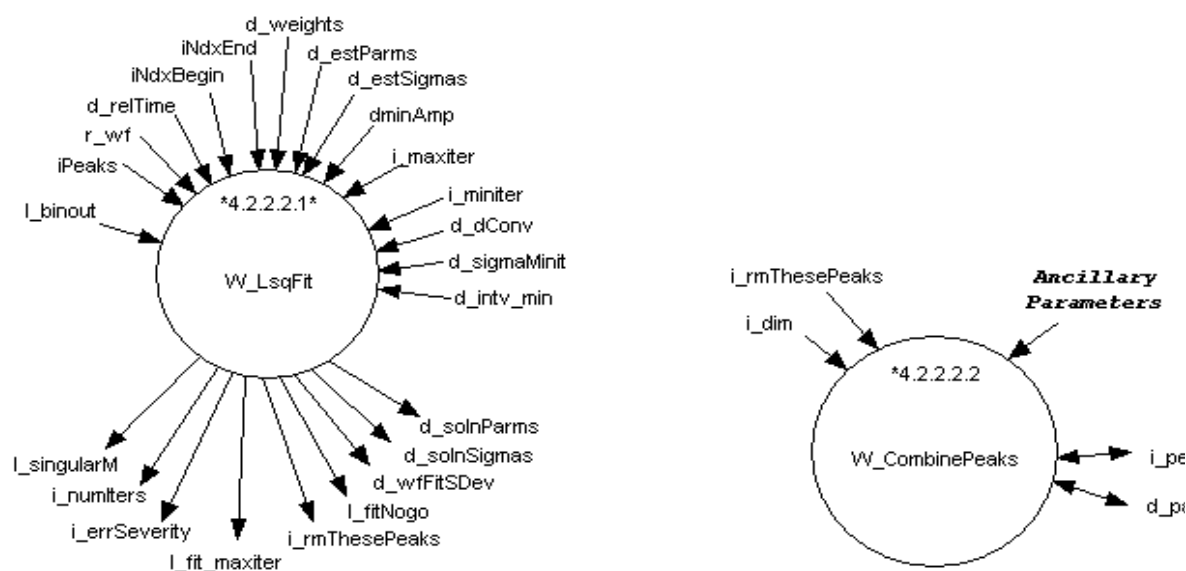 d_weights
iNdxEnd
d_estParms
iNdxBegin
d_estSigmas
d_relTime
dminAmp
r_wf
iPeaks
i_maxiter
l_binout
*4.2.2.2.1*
i_miniter
d_dConv
W_LsqFit
d_sigmaMinit
d_intv_min
d_solnParms
l_singularM
d_solnSigmas
i_numIters
d_wfFitSDev
i_errSeverity
l_fitNogo
i_rmThesePeaks
l_fit_maxiter
i_rmThesePeaks
Ancillary
Parameters
i_dim
*4.2.2.2.2
W_CombinePeaks
i_pe
d_pa